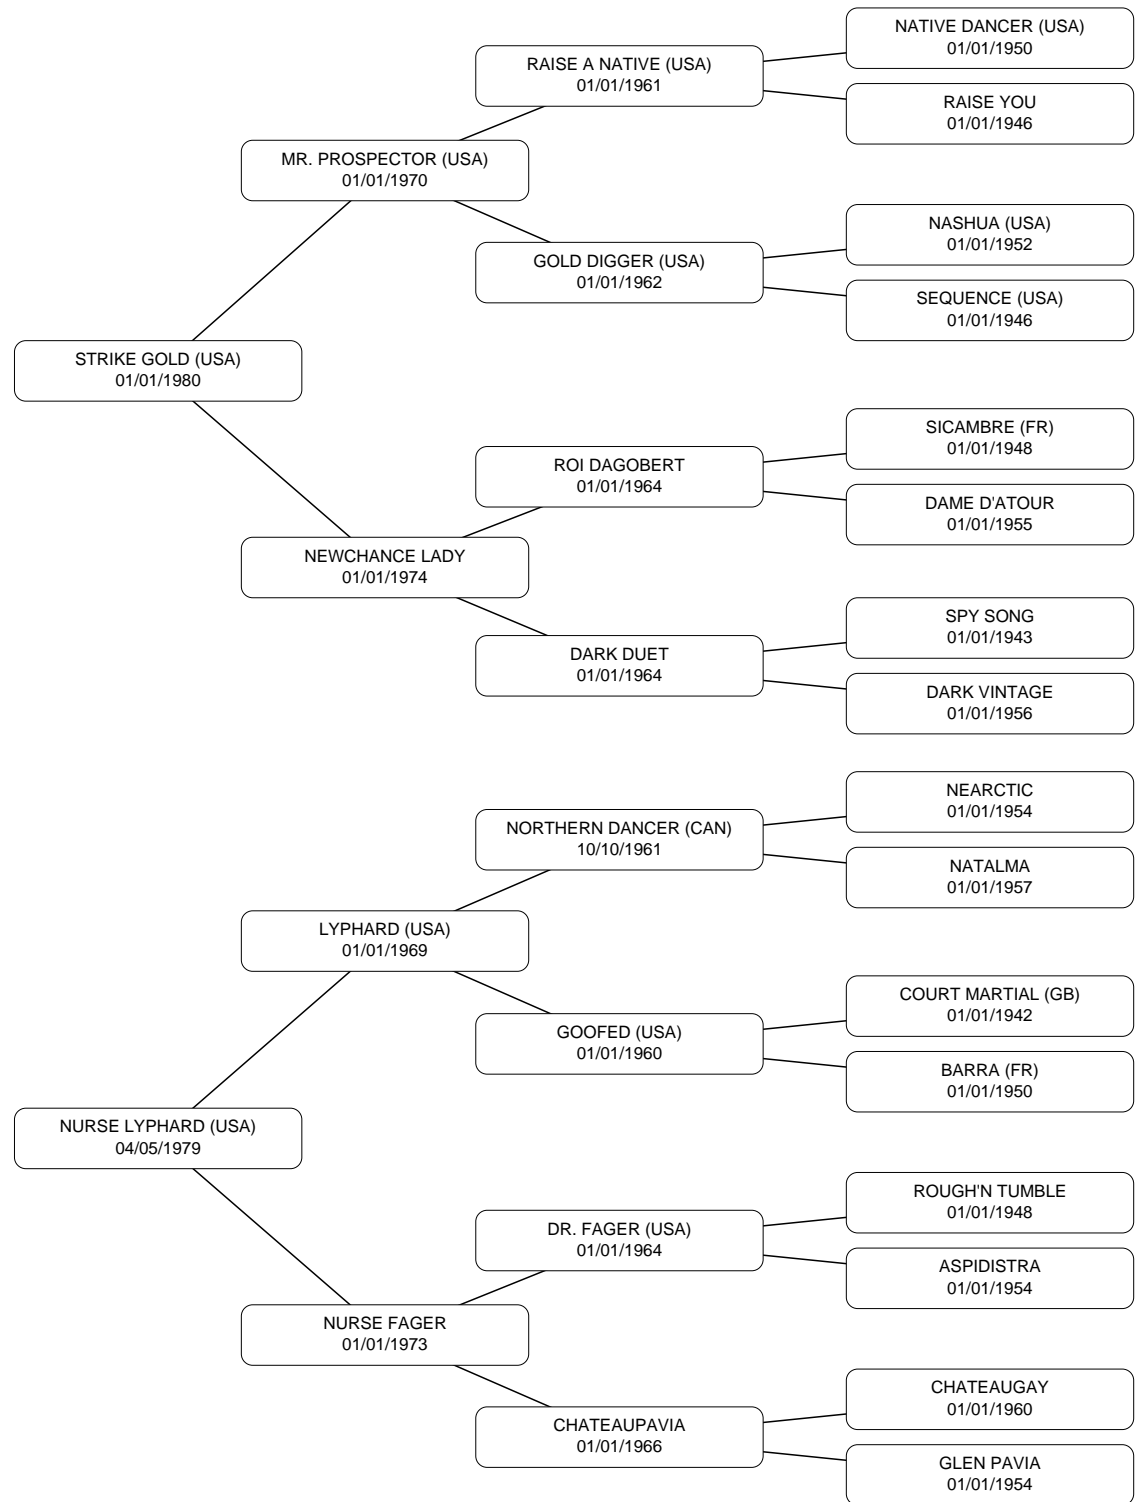 NATIVE DANCER (USA)
01/01/1950
RAISE A NATIVE (USA)
01/01/1961
RAISE YOU
01/01/1946
MR. PROSPECTOR (USA)
01/01/1970
NASHUA (USA)
01/01/1952
GOLD DIGGER (USA)
01/01/1962
SEQUENCE (USA)
01/01/1946
STRIKE GOLD (USA)
01/01/1980
SICAMBRE (FR)
01/01/1948
ROI DAGOBERT
01/01/1964
DAME D'ATOUR
01/01/1955
NEWCHANCE LADY
01/01/1974
SPY SONG
01/01/1943
DARK DUET
01/01/1964
DARK VINTAGE
01/01/1956
NEARCTIC
01/01/1954
NORTHERN DANCER (CAN)
10/10/1961
NATALMA
01/01/1957
LYPHARD (USA)
01/01/1969
COURT MARTIAL (GB)
01/01/1942
GOOFED (USA)
01/01/1960
BARRA (FR)
01/01/1950
NURSE LYPHARD (USA)
04/05/1979
ROUGH'N TUMBLE
01/01/1948
DR. FAGER (USA)
01/01/1964
ASPIDISTRA
01/01/1954
NURSE FAGER
01/01/1973
CHATEAUGAY
01/01/1960
CHATEAUPAVIA
01/01/1966
GLEN PAVIA
01/01/1954